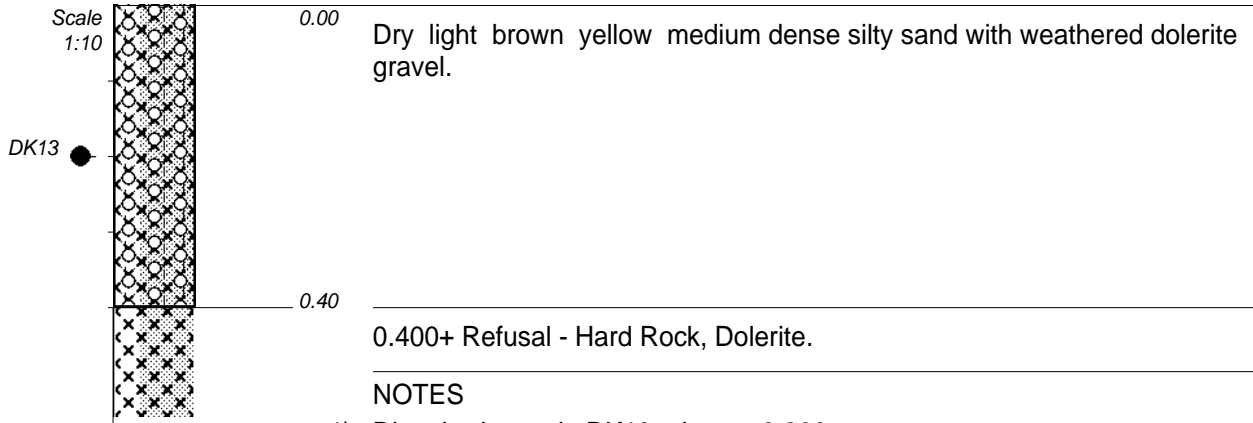 Scale
1:10
0.00
Dry light brown yellow medium dense silty sand with weathered dolerite
gravel.
DK13
0.40
0.400+ Refusal - Hard Rock, Dolerite.
NOTES